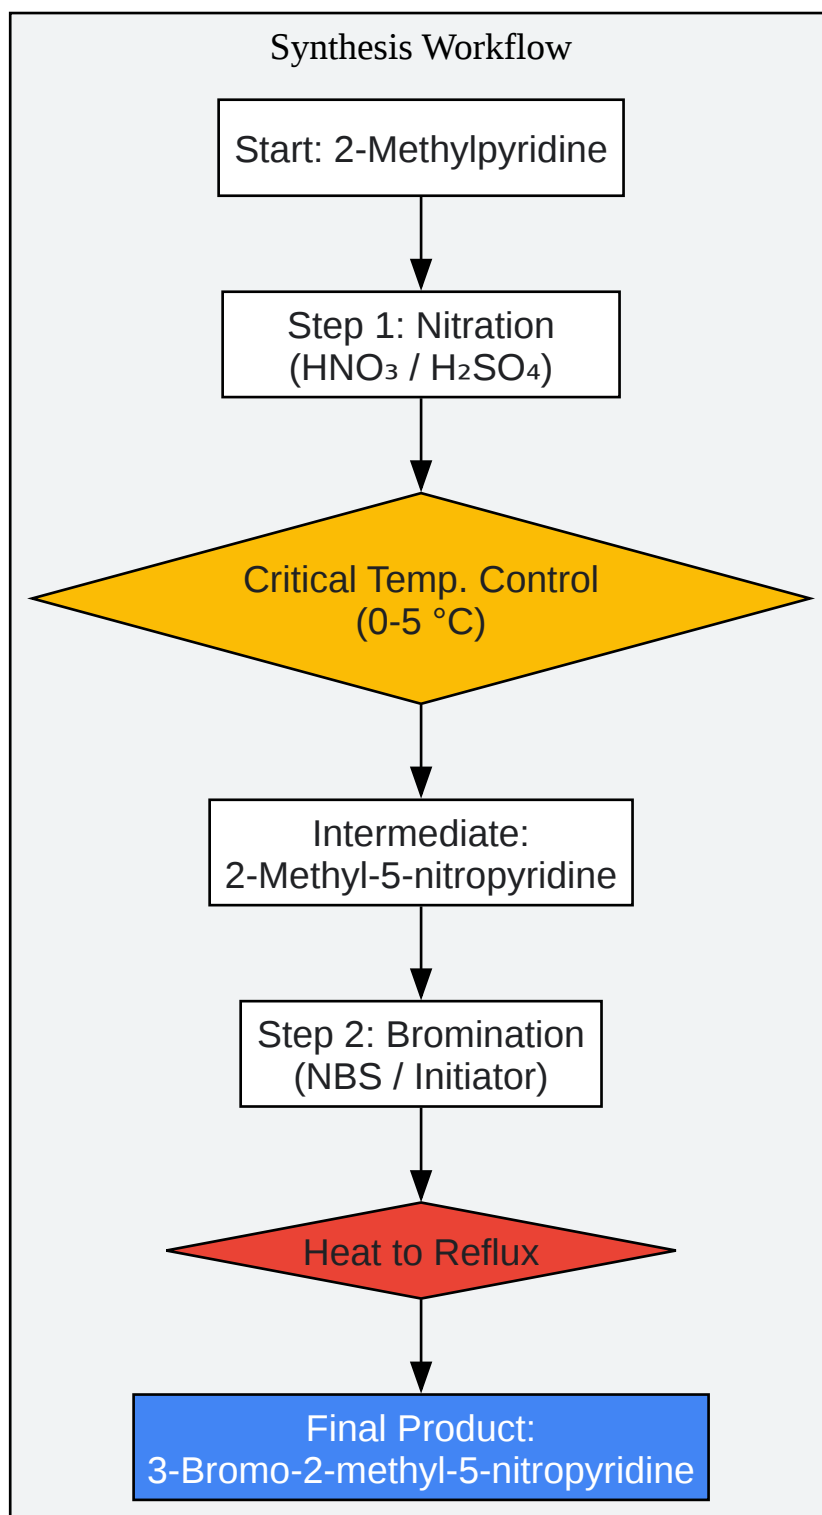 Synthesis Workflow
Start: 2-Methylpyridine
Step 1: Nitration
(HNO₃ / H₂SO₄)
Critical Temp. Control
(0-5 °C)
Intermediate:
2-Methyl-5-nitropyridine
Step 2: Bromination
(NBS / Initiator)
Heat to Reflux
Final Product:
3-Bromo-2-methyl-5-nitropyridine